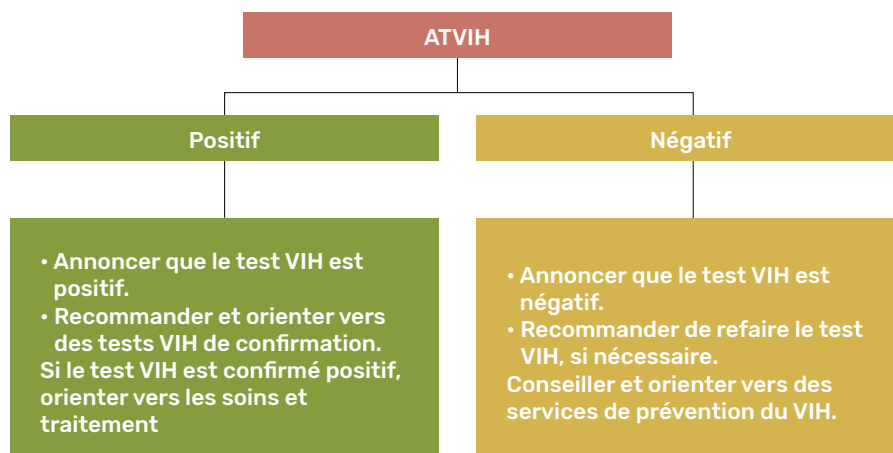 ATVIH
Positif
Négatif
• Annoncer que le test VIH est
positif.
• Recommander et orienter vers
des tests VIH de confirmation.
Si le test VIH est confirmé positif,
orienter vers les soins et
traitement
• Annoncer que le test VIH est
négatif.
• Recommander de refaire le test
VIH, si nécessaire.
Conseiller et orienter vers des
services de prévention du VIH.